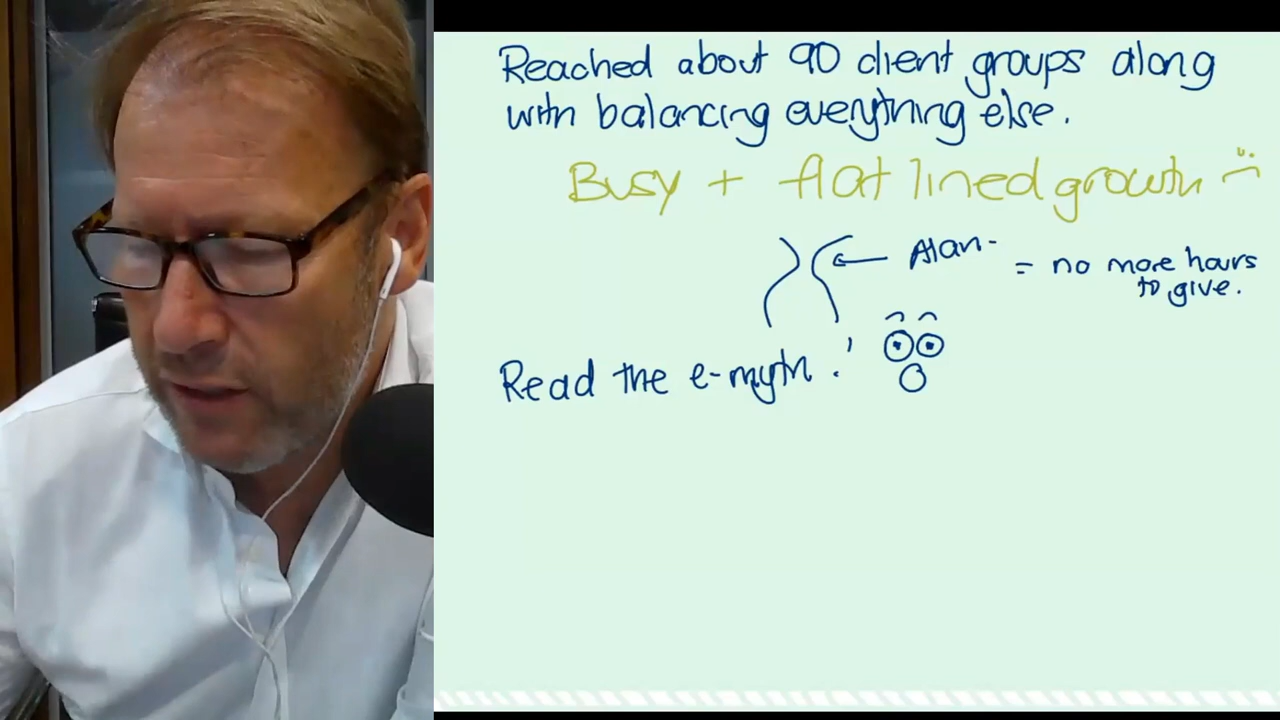 Reached about 90 client groups along
with balancing everything else.
Busy + flat lined growth
Alan-
= no more hours
to give.
Read the e-myth !